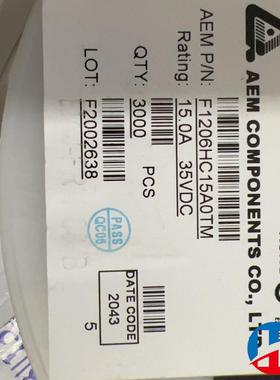 AEM COMPONENTS CO., LT
AEM P/N: F1206HC15A0TM
Rating: 15.0A 35VDC
QTY: 3000 PCS
LOT: F2002638
PASS
QC06
DATE CODE
2043
5